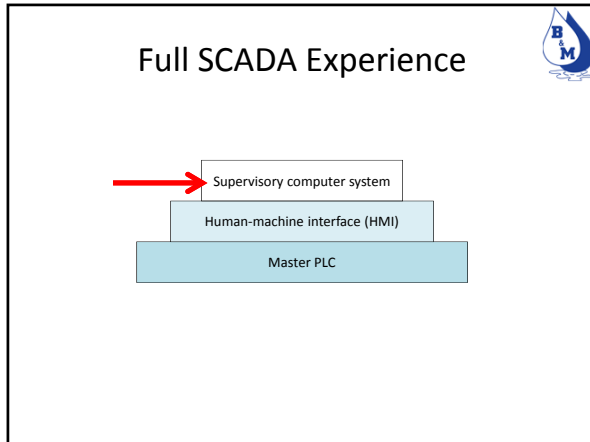 Full SCADA Experience
B
&
M
Supervisory computer system
Human-machine interface (HMI)
Master PLC